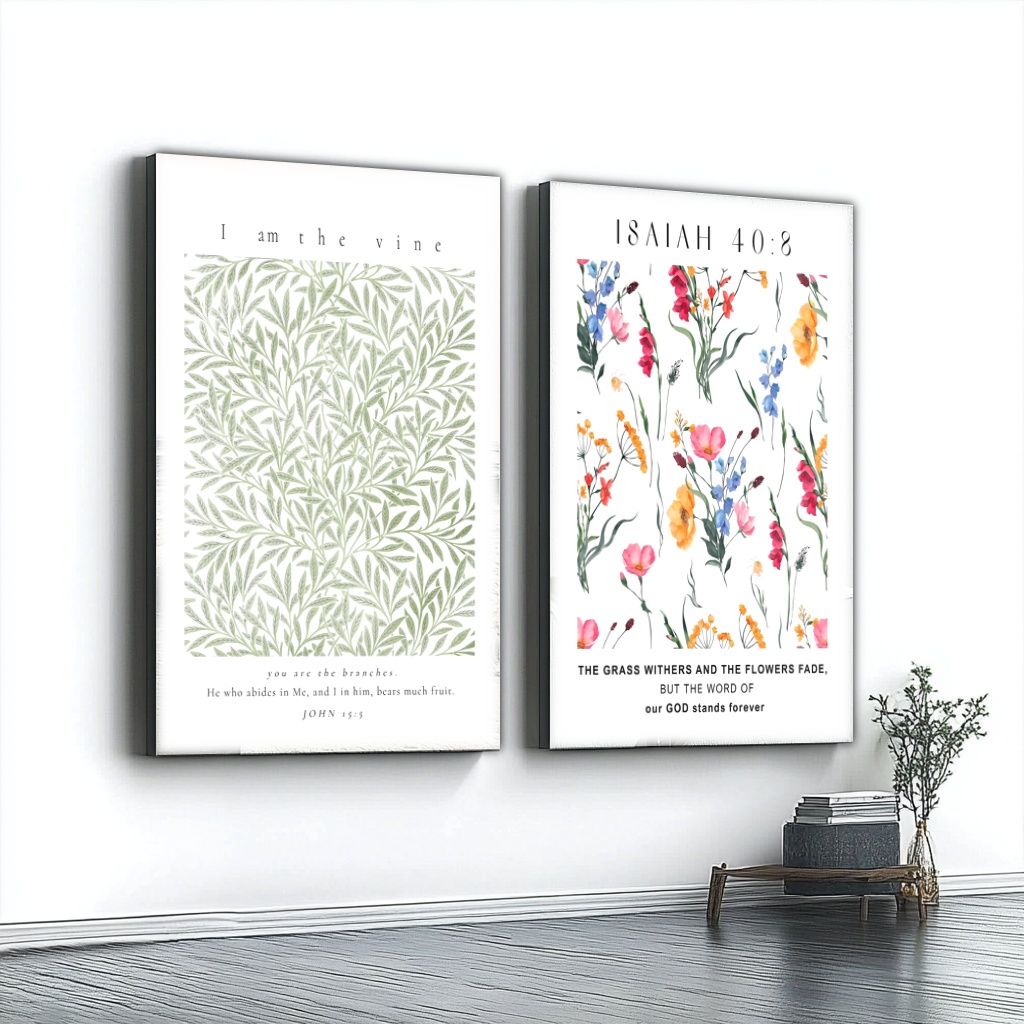 I am the vine
you are the branches.
He who abides in Me, and I in him, bears much fruit.
JOHN 15:5
ISAIAH 40:8
THE GRASS WITHERS AND THE FLOWERS FADE,
BUT THE WORD OF
our GOD stands forever